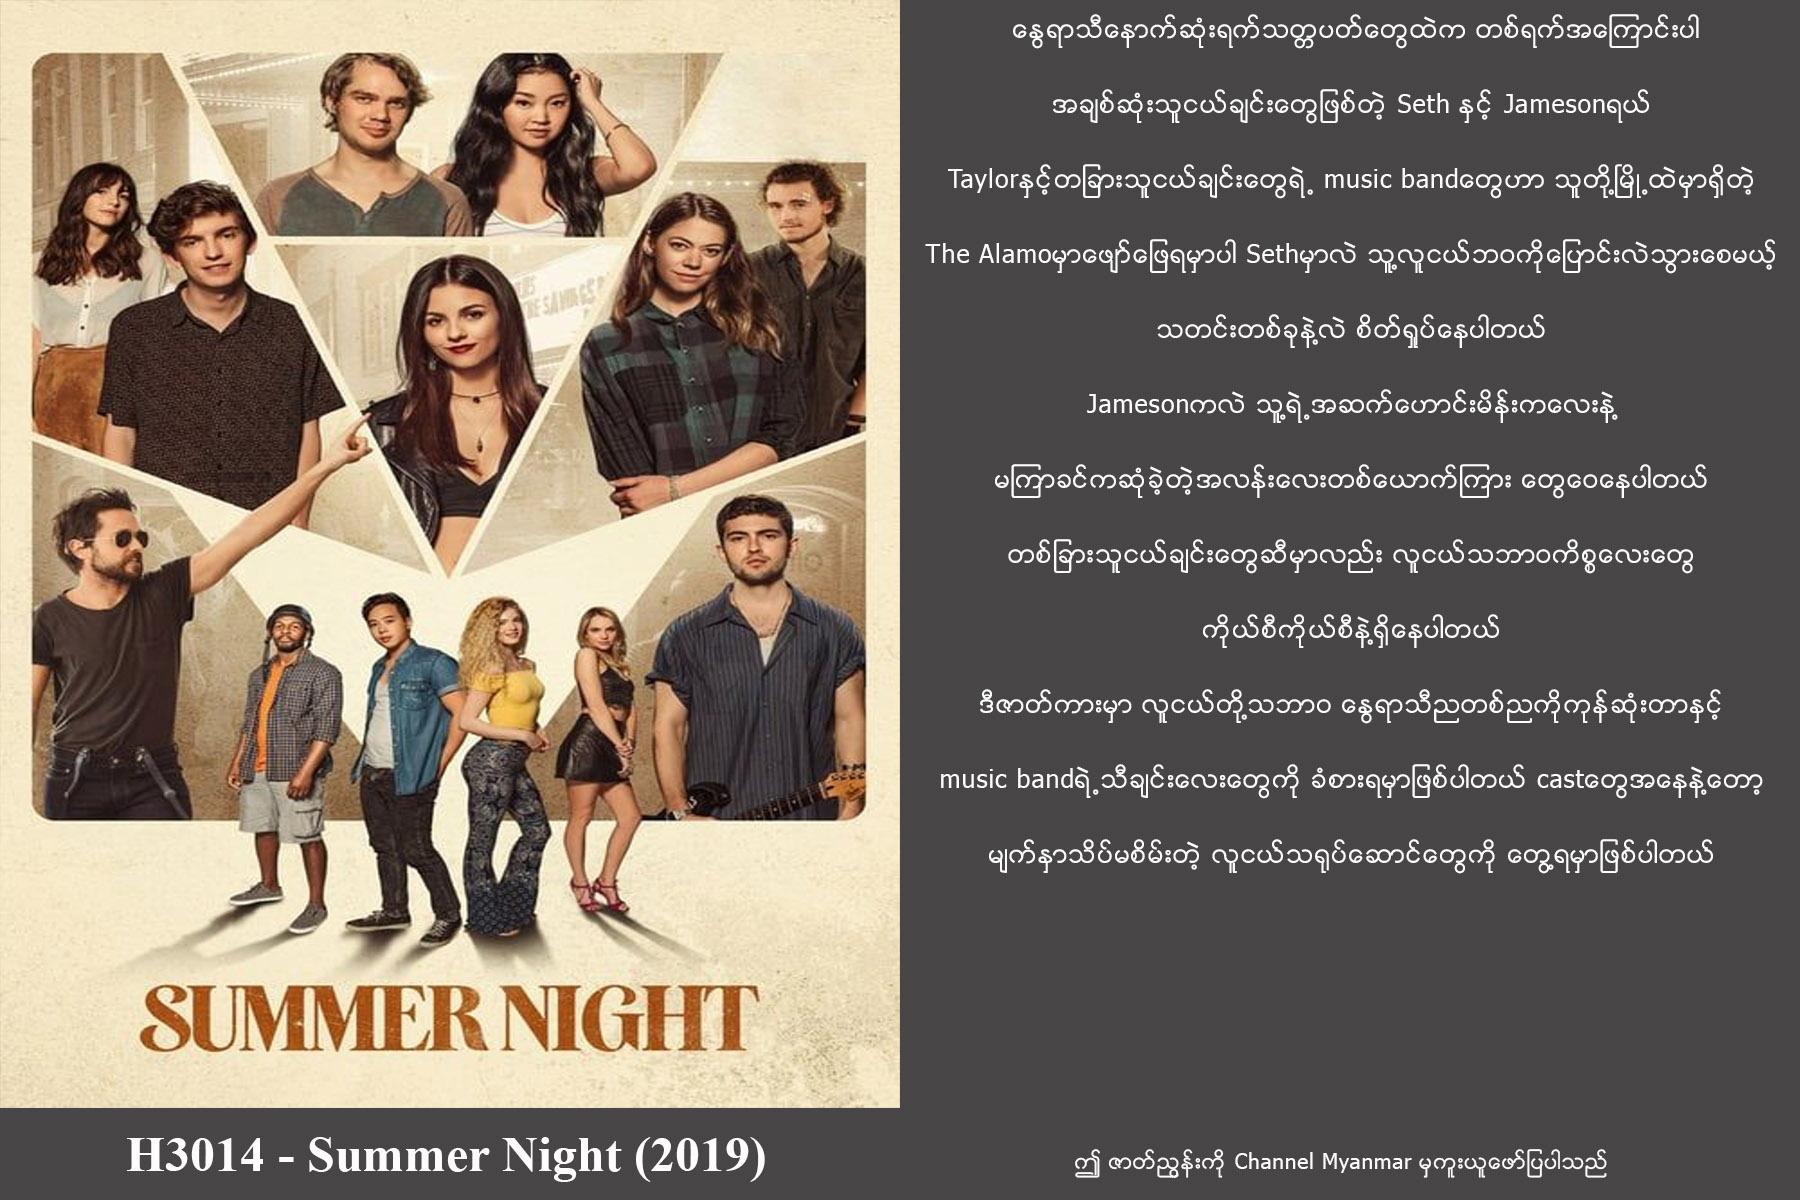 SUMMER NIGHT
H3014 - Summer Night (2019)
နွေရာသီနောက်ဆုံးရက်သတ္တပတ်တွေထဲက တစ်ရက်အကြောင်းပါ
အချစ်ဆုံးသူငယ်ချင်းတွေဖြစ်တဲ့ Seth နှင့် Jamesonရယ်
Taylorနှင့်တခြားသူငယ်ချင်းတွေရဲ့ music bandတွေဟာ သူတို့မြို့ထဲမှာရှိတဲ့
The Alamoမှာဖျော်ဖြေရမှာပါ Sethမှာလဲ သူ့လူငယ်ဘဝကိုပြောင်းလဲသွားစေမယ့်
သတင်းတစ်ခုနဲ့လဲ စိတ်ရှုပ်နေပါတယ်
Jamesonကလဲ သူ့ရဲ့အဆက်ဟောင်းမိန်းကလေးနဲ့
မကြာခင်ကဆုံခဲ့တဲ့အလန်းလေးတစ်ယောက်ကြား တွေဝေနေပါတယ်
တစ်ခြားသူငယ်ချင်းတွေဆီမှာလည်း လူငယ်သဘာဝကိစ္စလေးတွေ
ကိုယ်စီကိုယ်စီနဲ့ရှိနေပါတယ်
ဒီဇာတ်ကားမှာ လူငယ်တို့သဘာဝ နွေရာသီညတစ်ညကိုကုန်ဆုံးတာနှင့်
music bandရဲ့သီချင်းလေးတွေကို ခံစားရမှာဖြစ်ပါတယ် castတွေအနေနဲ့တော့
မျက်နှာသိပ်မစိမ်းတဲ့ လူငယ်သရုပ်ဆောင်တွေကို တွေ့ရမှာဖြစ်ပါတယ်
ဤ ဇာတ်ညွှန်းကို Channel Myanmar မှကူးယူဖော်ပြပါသည်